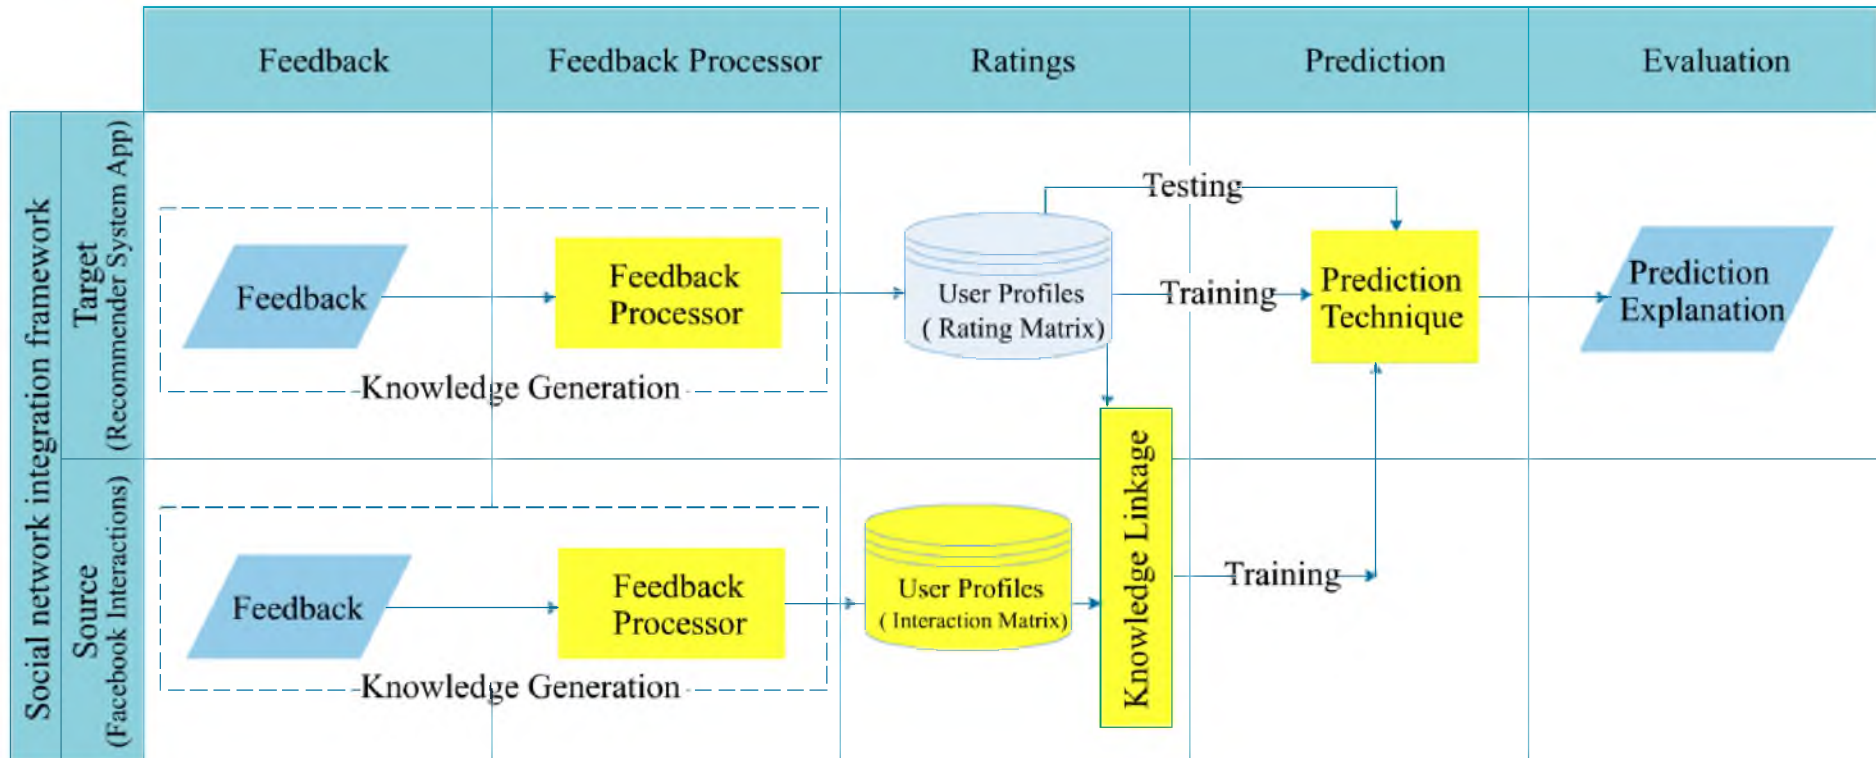 Feedback
Feedback Processor
Ratings
Prediction
Evaluation
Social network integration framework
Target
(Recommender System App)
Feedback
Feedback
Processor
Knowledge Generation
User Profiles
( Rating Matrix)
Testing
Training
Prediction
Technique
Prediction
Explanation
Source
(Facebook Interactions)
Feedback
Feedback
Processor
Knowledge Generation
User Profiles
( Interaction Matrix)
Knowledge Linkage
Training